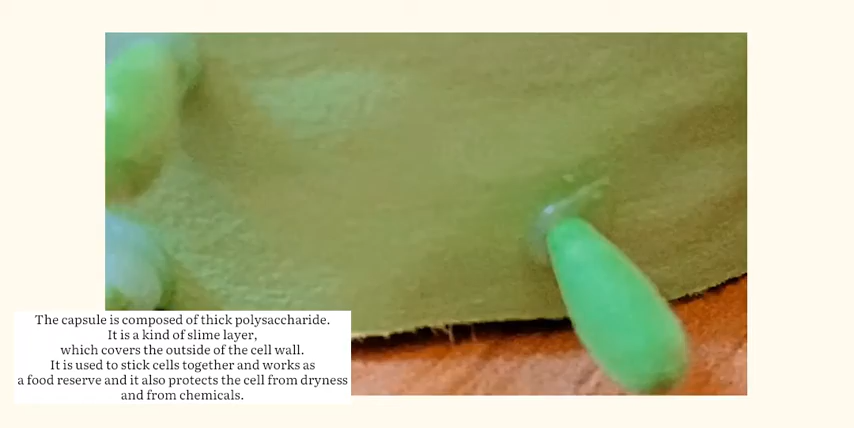 The capsule is composed of thick polysaccharide.
It is a kind of slime layer,
which covers the outside of the cell wall.
It is used to stick cells together and works as
a food reserve and it also protects the cell from dryness
and from chemicals.